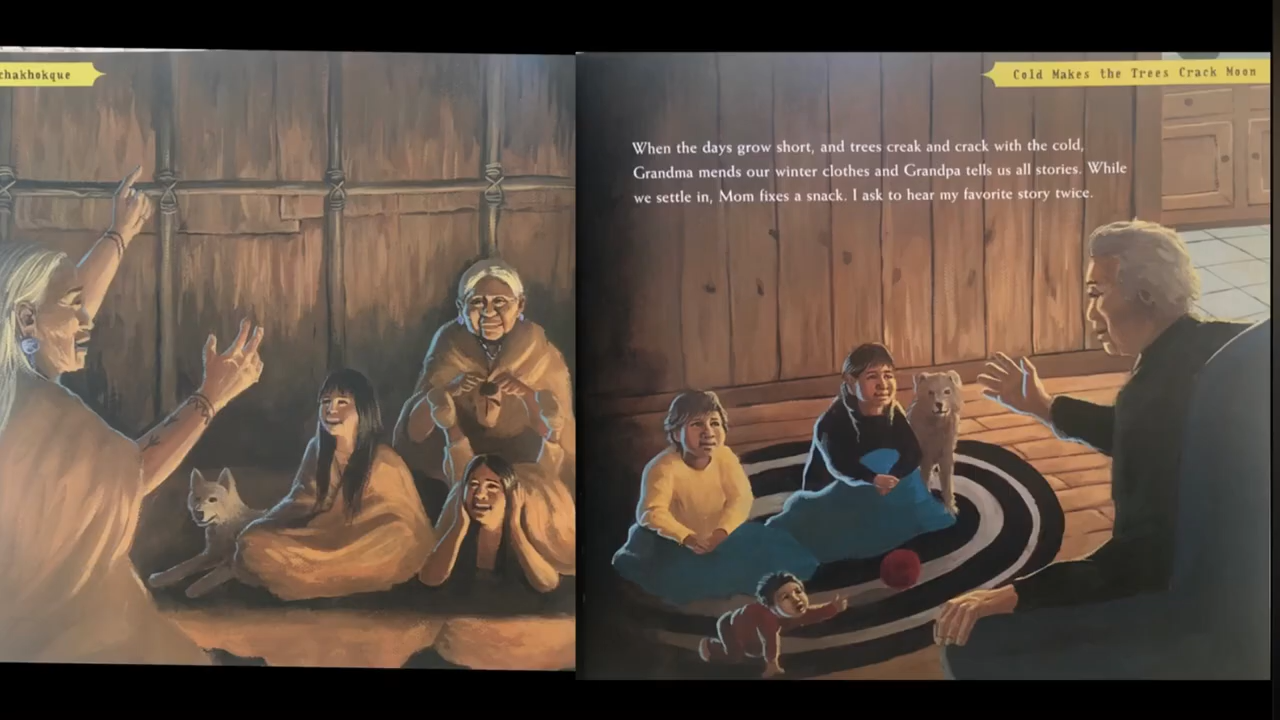 chakhokque
Cold Makes the Trees Crack Moon
When the days grow short, and trees creak and crack with the cold,
Grandma mends our winter clothes and Grandpa tells us all stories. While
we settle in, Mom fixes a snack. I ask to hear my favorite story twice.